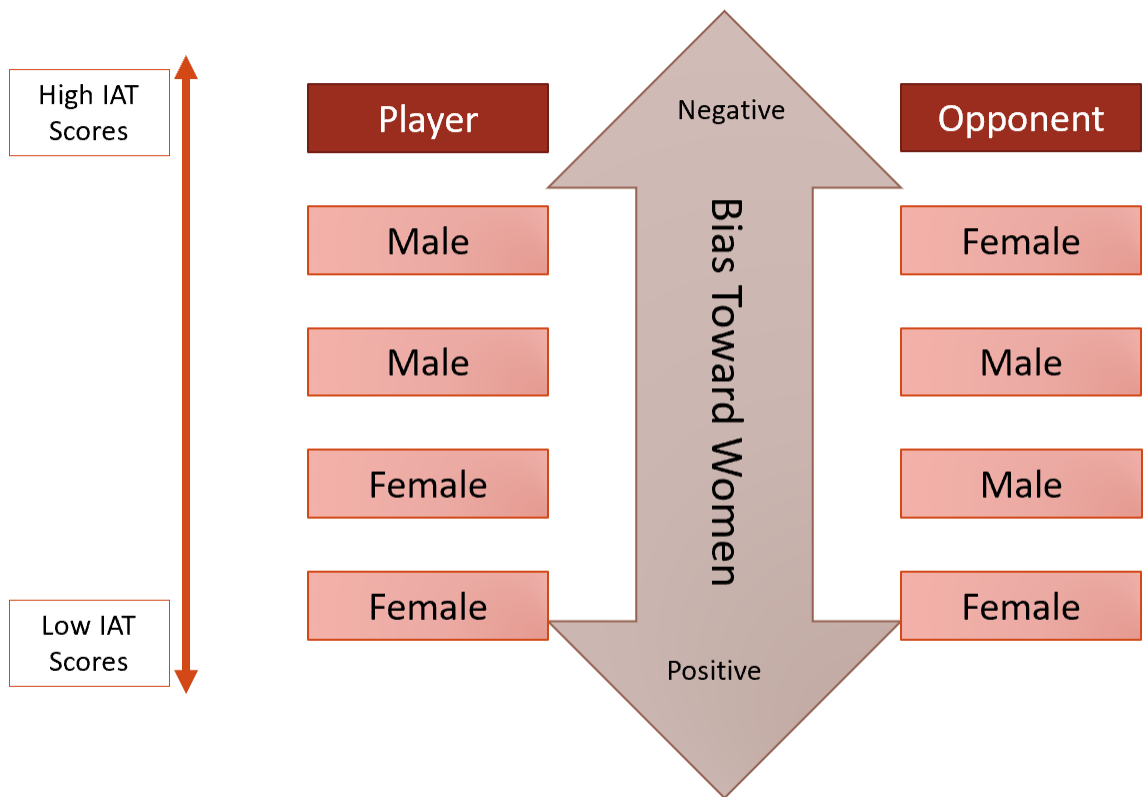 High IAT
Scores
Player
Negative
Opponent
Male
Female
Male
Male
Bias Toward Women
Female
Male
Female
Female
Low IAT
Scores
Positive